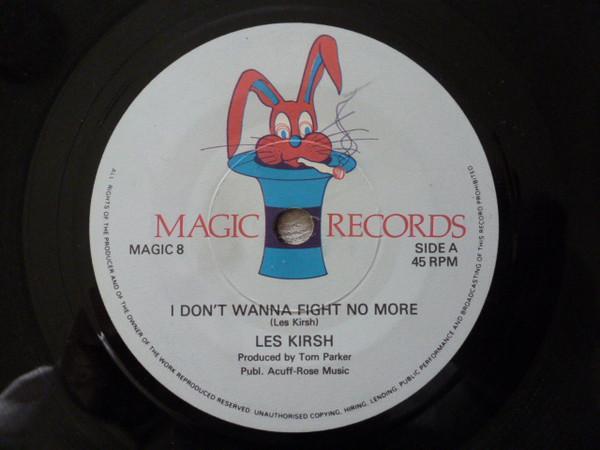 MAGIC RECORDS
MAGIC 8
SIDE A
45 RPM
I DON'T WANNA FIGHT NO MORE
(Les Kirsh)
LES KIRSH
Produced by Tom Parker
Publ. Acuff-Rose Music
ALL RIGHTS OF THE PRODUCER AND OF THE OWNER OF THE WORK REPRODUCED RESERVED. UNAUTHORISED COPYING, HIRING, LENDING, PUBLIC PERFORMANCE AND BROADCASTING OF THIS RECORD PROHIBITED